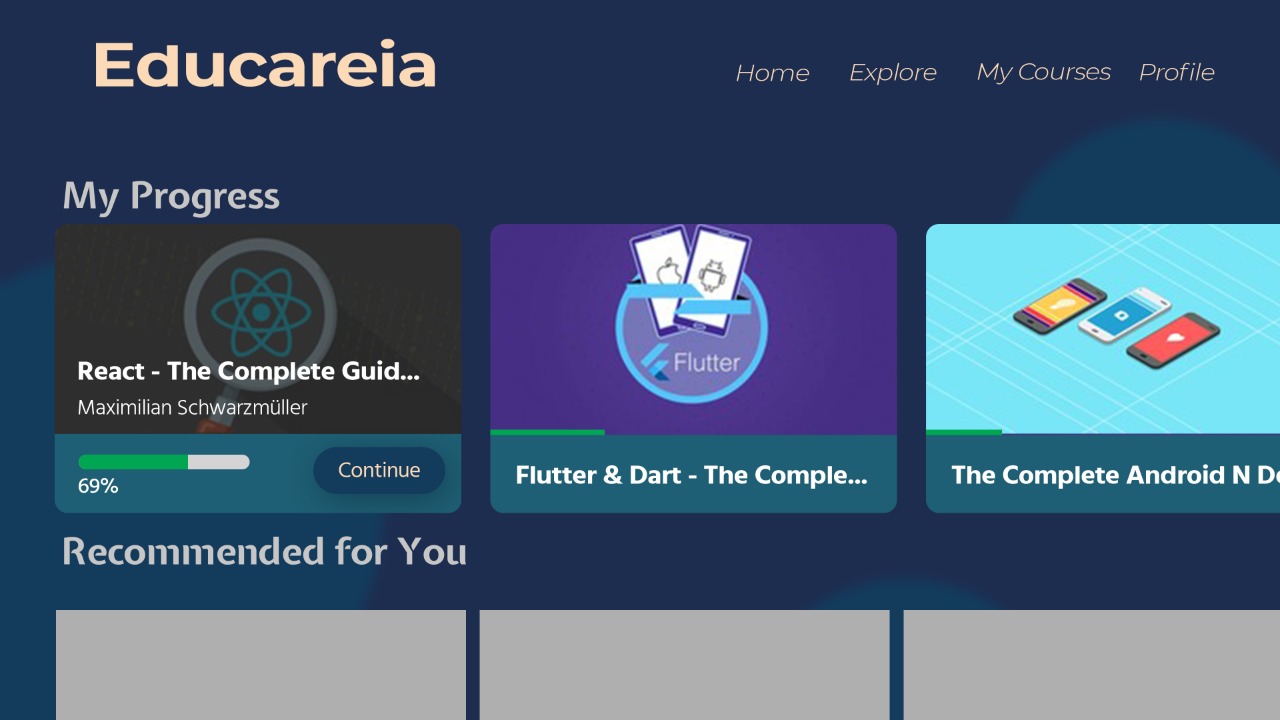 Educareia
Home Explore My Courses Profile
My Progress
React - The Complete Guid...
Maximilian Schwarzmüller
69%
Continue
Flutter
Flutter & Dart - The Comple...
The Complete Android N De
Recommended for You